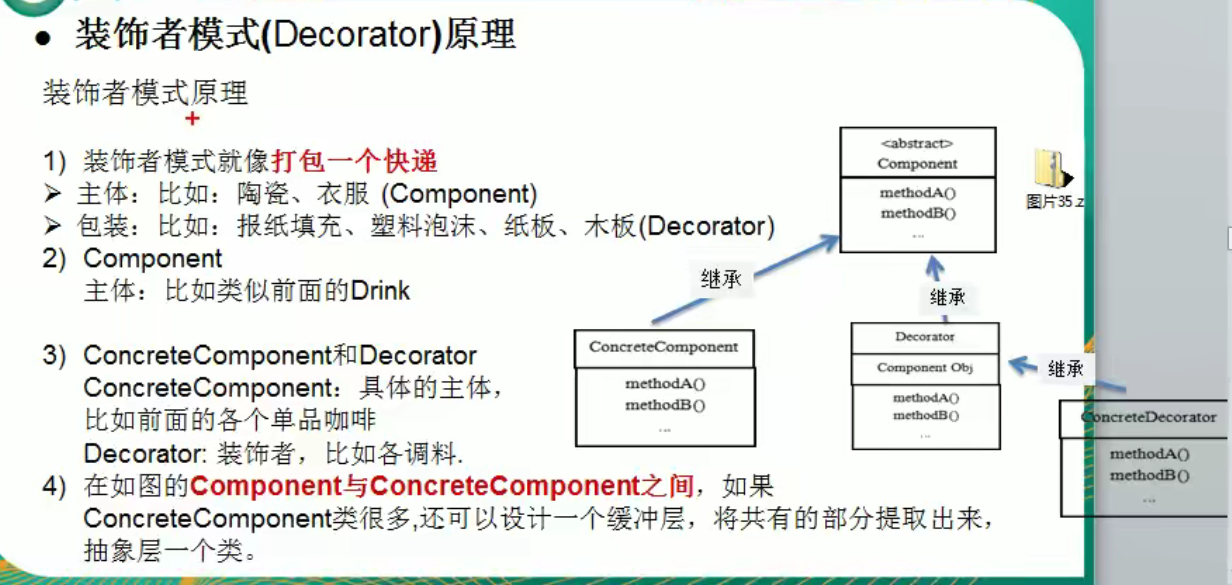 ● 装饰者模式(Decorator)原理
装饰者模式原理
1) 装饰者模式就像打包一个快递
➢ 主体：比如：陶瓷、衣服 (Component)
➢ 包装：比如：报纸填充、塑料泡沫、纸板、木板(Decorator)
2) Component
主体：比如类似前面的Drink
3) ConcreteComponent和Decorator
ConcreteComponent：具体的主体，
比如前面的各个单品咖啡
Decorator: 装饰者，比如各调料.
4) 在如图的Component与ConcreteComponent之间，如果
ConcreteComponent类很多,还可以设计一个缓冲层，将共有的部分提取出来，
抽象层一个类。
<abstract>
Component
methodA()
methodB()
...
图片35.z
继承
继承
继承
ConcreteComponent
methodA()
methodB()
...
Decorator
Component Obj
methodA()
methodB()
...
ConcreteDecorator
methodA()
methodB()
...